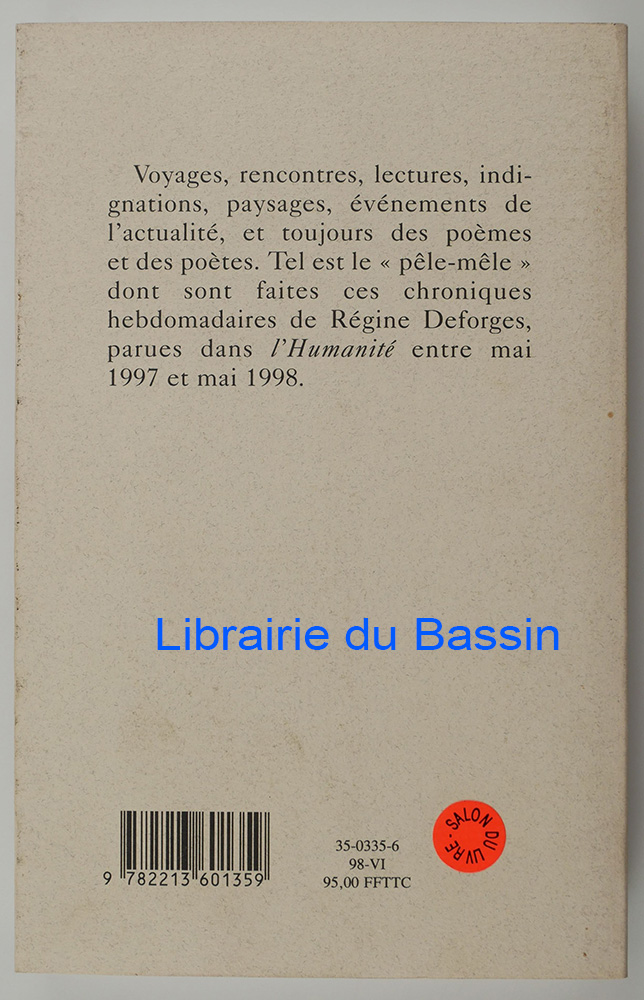 Voyages, rencontres, lectures, indi-
gnations, paysages, événements de
l'actualité, et toujours des poèmes
et des poètes. Tel est le « pêle-mêle »
dont sont faites ces chroniques
hebdomadaires de Régine Deforges,
parues dans l'Humanité entre mai
1997 et mai 1998.
Librairie du Bassin
9 782213 601359
35-0335-6
98-VI
95,00 FFTTC
SALON DU LIVRE